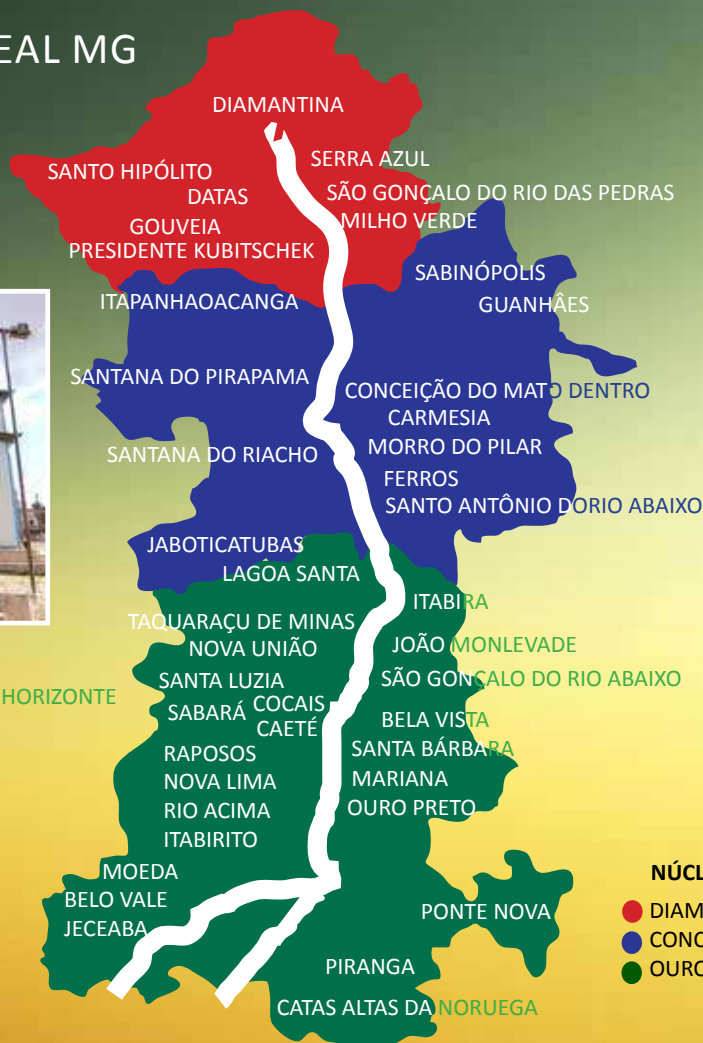 EAL MG
DIAMANTINA
SERRA AZUL
SANTO HIPÓLITO
DATAS
SÃO GONÇALO DO RIO DAS PEDRAS
GOUVEIA
MILHO VERDE
PRESIDENTE KUBITSCHEK
SABINÓPOLIS
ITAPANHAOACANGA
GUANHÂES
SANTANA DO PIRAPAMA
CONCEIÇÃO DO MATO DENTRO
CARMESIA
MORRO DO PILAR
SANTANA DO RIACHO
FERROS
SANTO ANTÔNIO DORIO ABAIXO
JABOTICATUBAS
LAGOA SANTA
ITABIRA
TAQUARAÇU DE MINAS
NOVA UNIÃO
JOÃO MONLEVADE
SANTA LUZIA
SÃO GONÇALO DO RIO ABAIXO
HORIZONTE
SABARÁ
COCAIS
CAETÉ
BELA VISTA
RAPOSOS
SANTA BÁRBARA
NOVA LIMA
MARIANA
RIO ACIMA
OURO PRETO
ITABIRITO
MOEDA
BELO VALE
JECEABA
PONTE NOVA
PIRANGA
CATAS ALTAS DA NORUEGA
NÚCL
DIAM
CONC
OURO